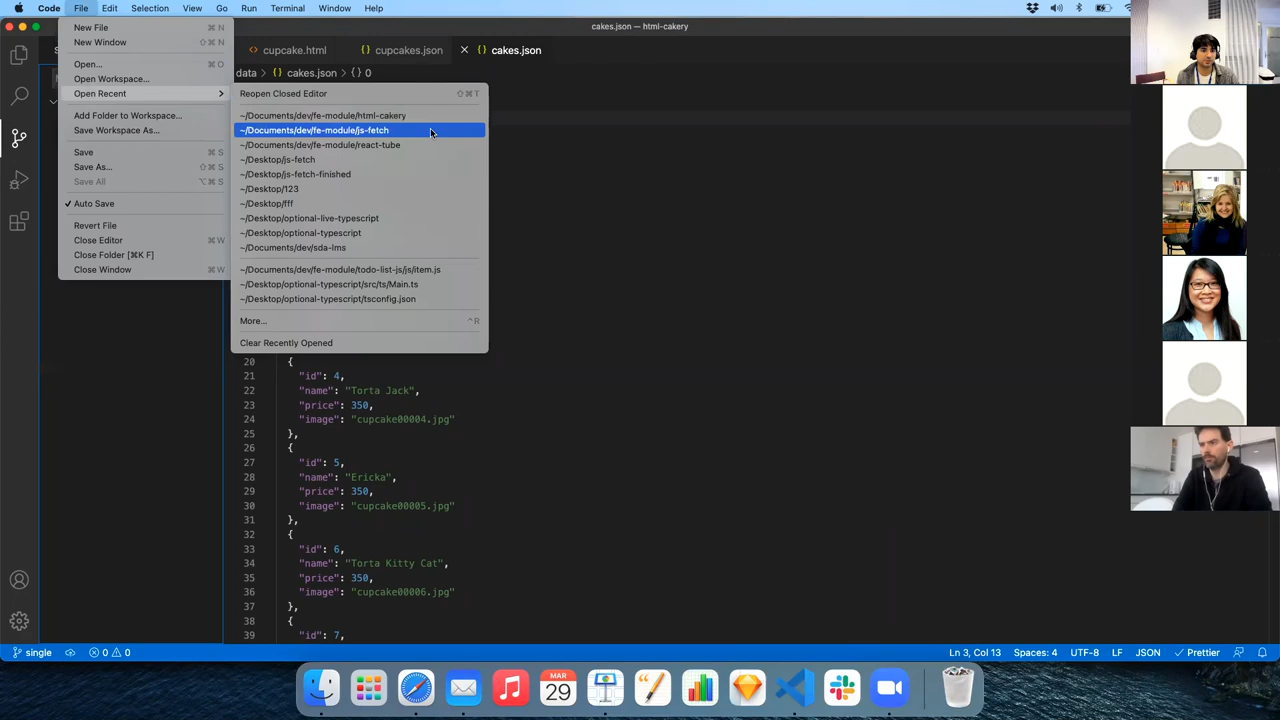 Code File Edit Selection View Go Run Terminal Window Help
cakes.json — html-cakery
New File ⌘ N
New Window ⇧⌘ N
Open... ⌘ O
Open Workspace...
Open Recent
Add Folder to Workspace...
Save Workspace As...
Save ⌘ S
Save As... ⇧⌘ S
Save All ⌥⌘ S
Auto Save
Revert File
Close Editor ⌘ W
Close Folder [⌘K F]
Close Window ⌘ W
cupcake.html
{} cupcakes.json
cakes.json
data
{} cakes.json
{} 0
Reopen Closed Editor ⇧⌘ T
~/Documents/dev/fe-module/html-cakery
~/Documents/dev/fe-module/js-fetch
~/Documents/dev/fe-module/react-tube
~/Desktop/js-fetch
~/Desktop/js-fetch-finished
~/Desktop/123
~/Desktop/fff
~/Desktop/optional-live-typescript
~/Desktop/optional-typescript
~/Documents/dev/sda-lms
~/Documents/dev/fe-module/todo-list-js/js/item.js
~/Desktop/optional-typescript/src/ts/Main.ts
~/Desktop/optional-typescript/tsconfig.json
More... ^ R
Clear Recently Opened
20 {
21 "id": 4,
22 "name": "Torta Jack",
23 "price": 350,
24 "image": "cupcake00004.jpg"
25 },
26 {
27 "id": 5,
28 "name": "Ericka",
29 "price": 350,
30 "image": "cupcake00005.jpg"
31 },
32 {
33 "id": 6,
34 "name": "Torta Kitty Cat",
35 "price": 350,
36 "image": "cupcake00006.jpg"
37 },
38 {
39 "id": 7,
single
0 0
Ln 3, Col 13
Spaces: 4
UTF-8
LF
JSON
Prettier
MAR
29